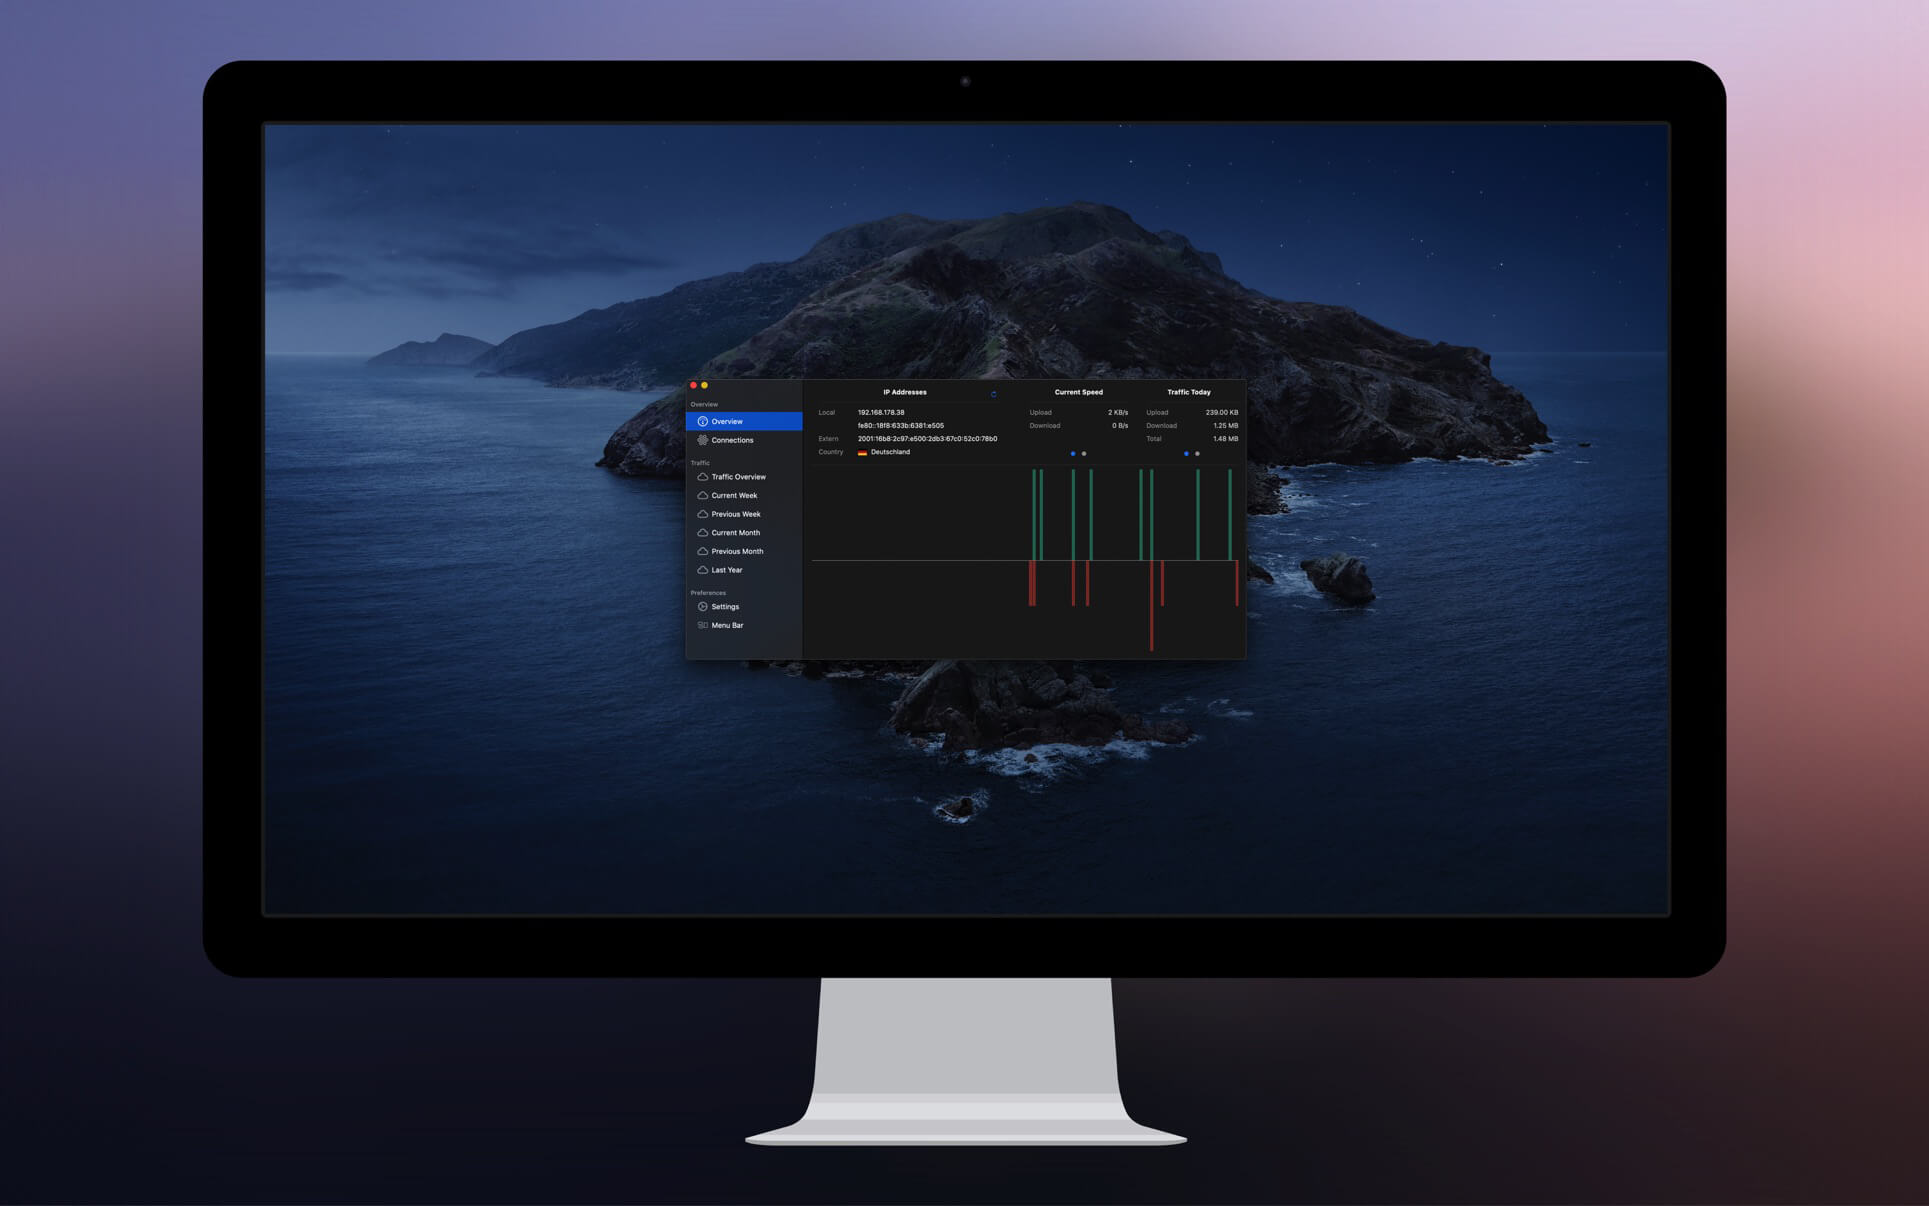 Overview
Overview
Connections
Traffic
Traffic Overview
Current Week
Previous Week
Current Month
Previous Month
Last Year
Preferences
Settings
Menu Bar
IP Addresses
Local 192.168.178.38
fe80::18f8:633b:6381:e505
Extern 2001:16b8:2c97:e500:2db3:67c0:52c0:78b0
Country Deutschland
Current Speed
Upload 2 KB/s
Download 0 B/s
Traffic Today
Upload 239.00 KB
Download 1.25 MB
Total 1.48 MB